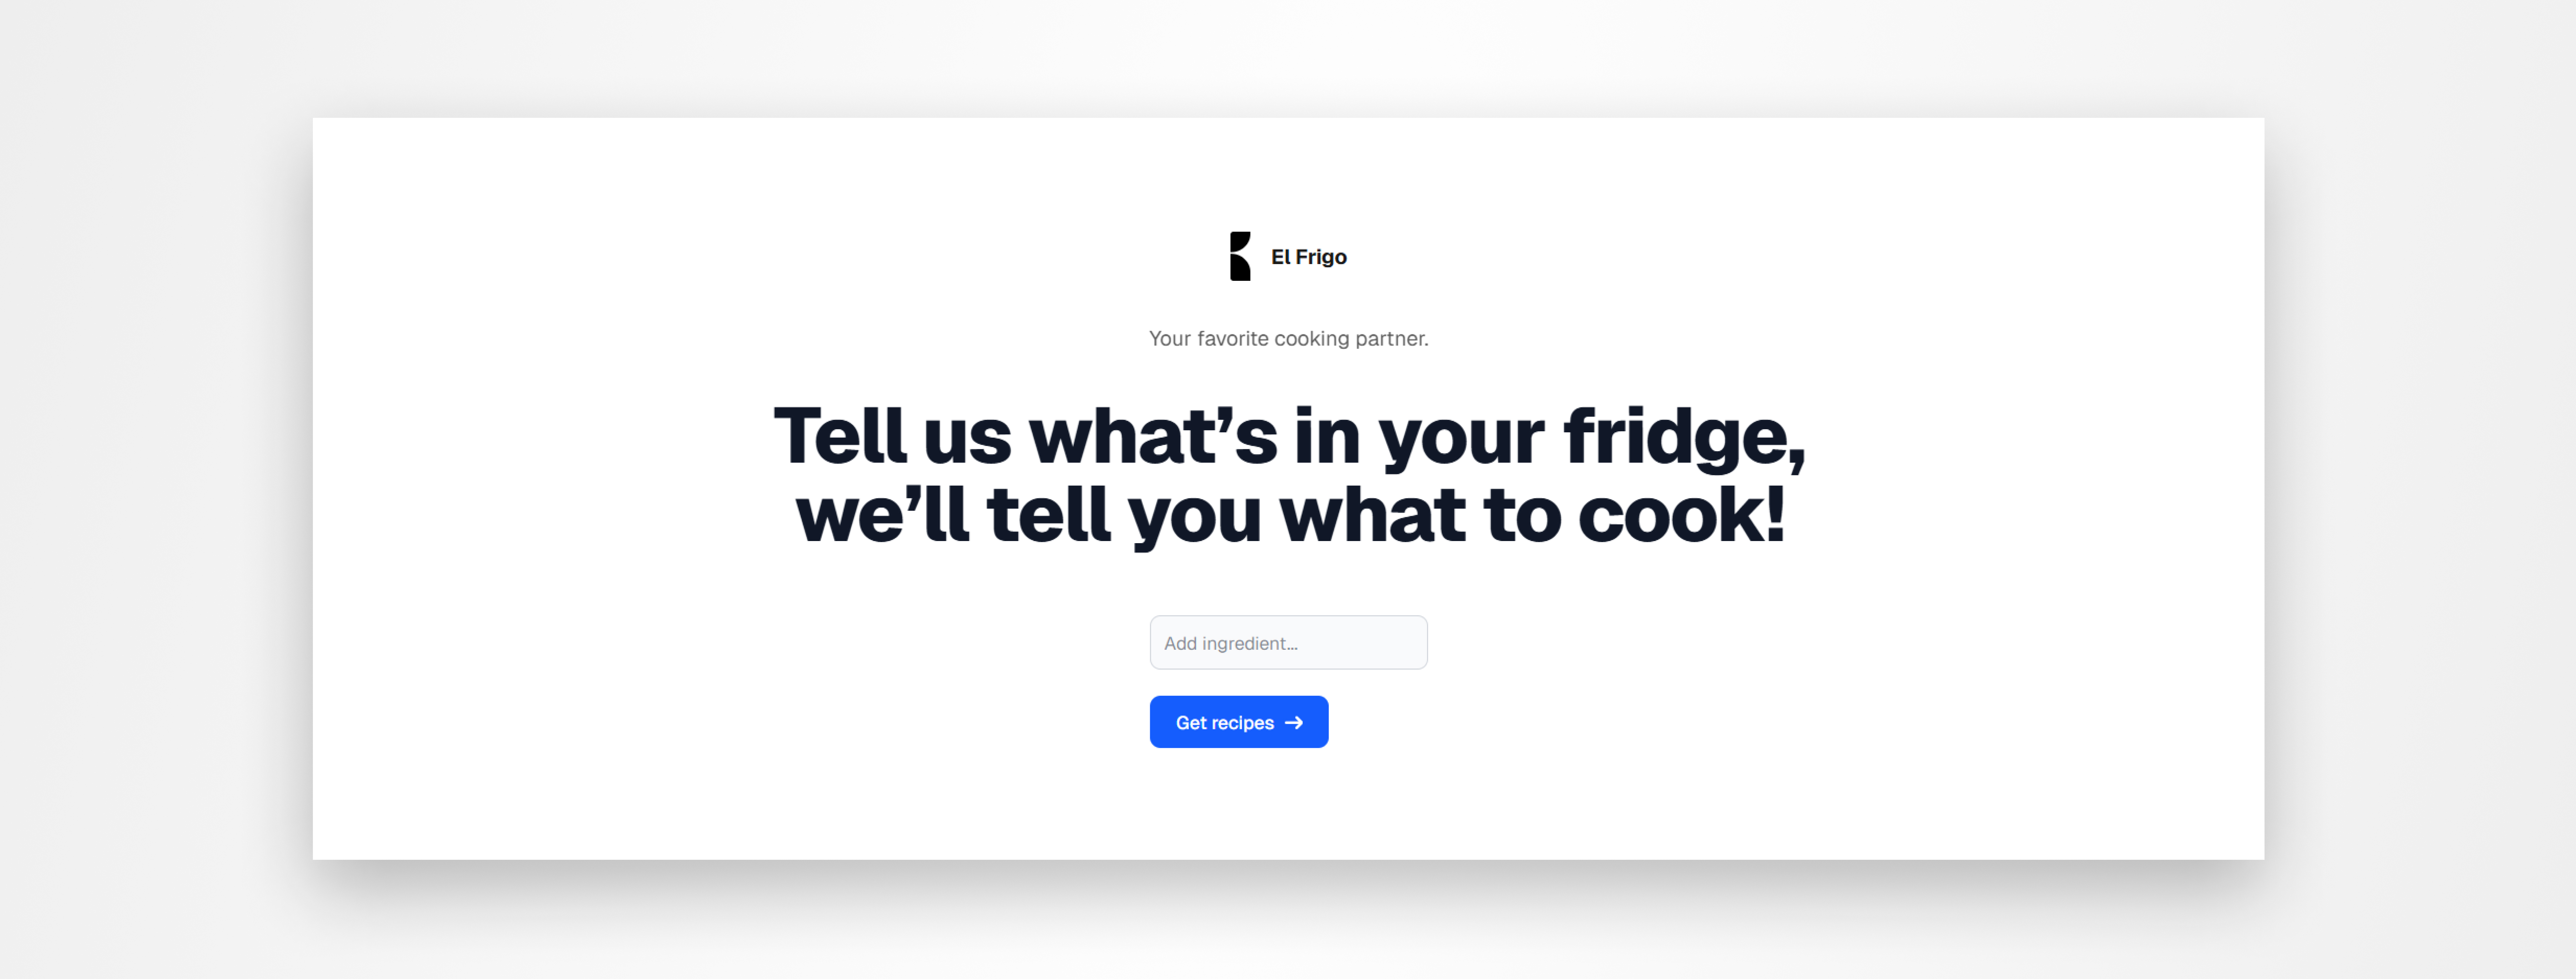 El Frigo
Your favorite cooking partner.
Tell us what’s in your fridge,
we’ll tell you what to cook!
Add ingredient...
Get recipes →